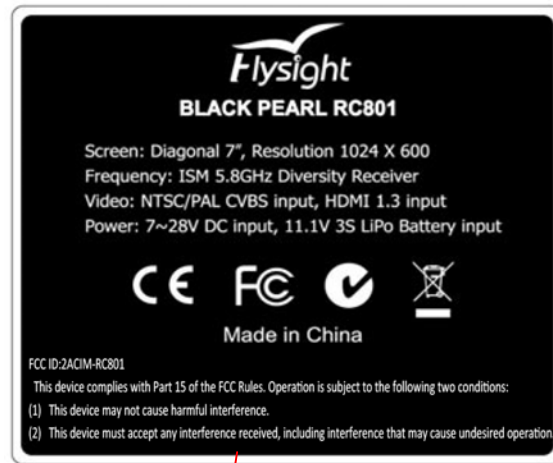 Flysight
BLACK PEARL RC801
Screen: Diagonal 7", Resolution 1024 X 600
Frequency: ISM 5.8GHz Diversity Receiver
Video: NTSC/PAL CVBS input, HDMI 1.3 input
Power: 7~28V DC input, 11.1V 3S LiPo Battery input
CE FC
Made in China
FCC ID:2ACIM-RC801
This device complies with Part 15 of the FCC Rules. Operation is subject to the following two conditions:
(1) This device may not cause harmful interference.
(2) This device must accept any interference received, including interference that may cause undesired operation.